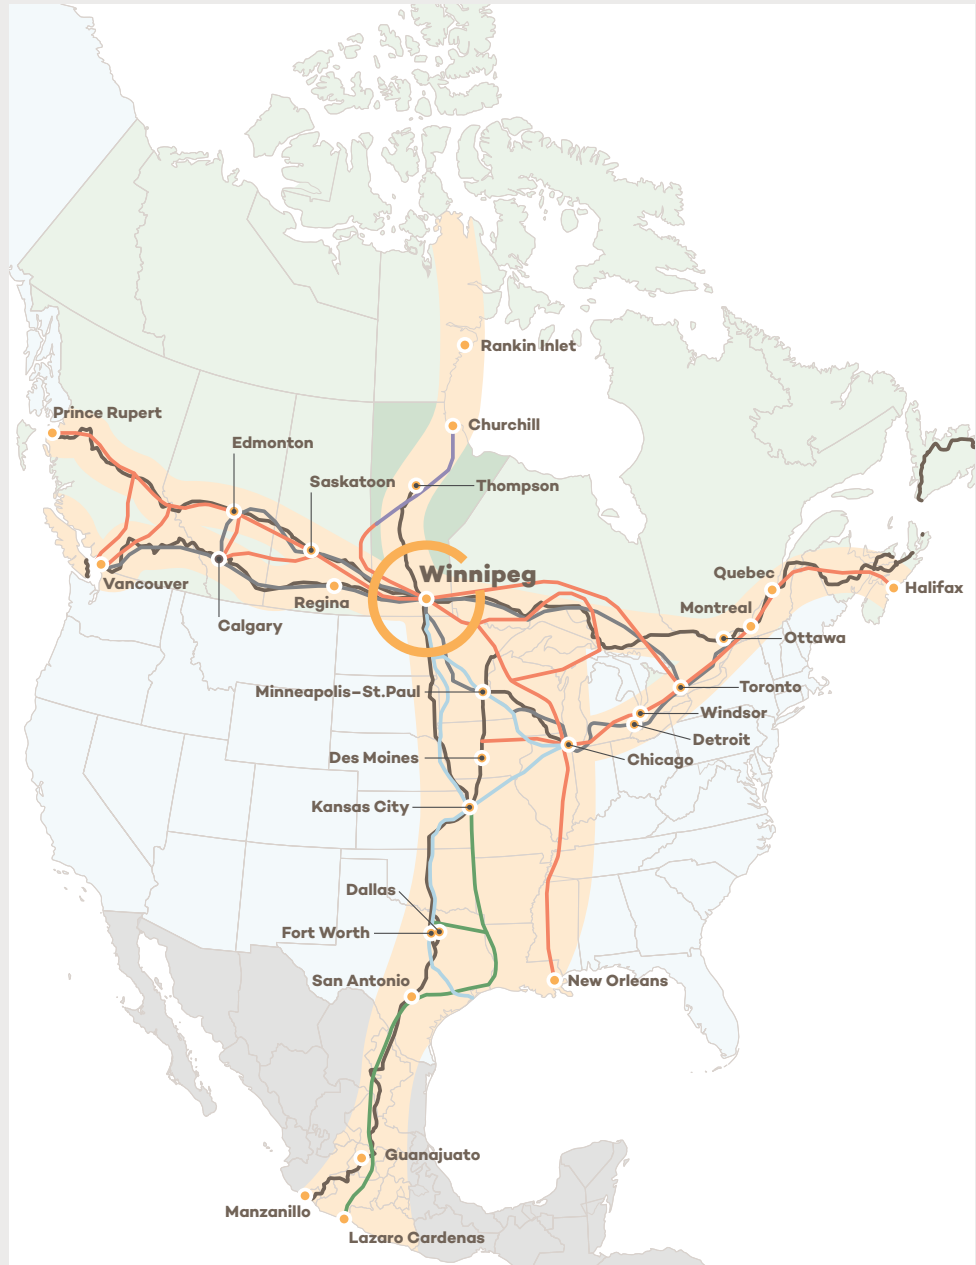 Rankin Inlet
Prince Rupert
Churchill
Edmonton
Saskatoon
Thompson
Winnipeg
Quebec
Vancouver
Halifax
Regina
Montreal
Calgary
Ottawa
Minneapolis–St.Paul
Toronto
Windsor
Detroit
Des Moines
Chicago
Kansas City
Dallas
Fort Worth
San Antonio
New Orleans
Guanajuato
Manzanillo
Lazaro Cardenas